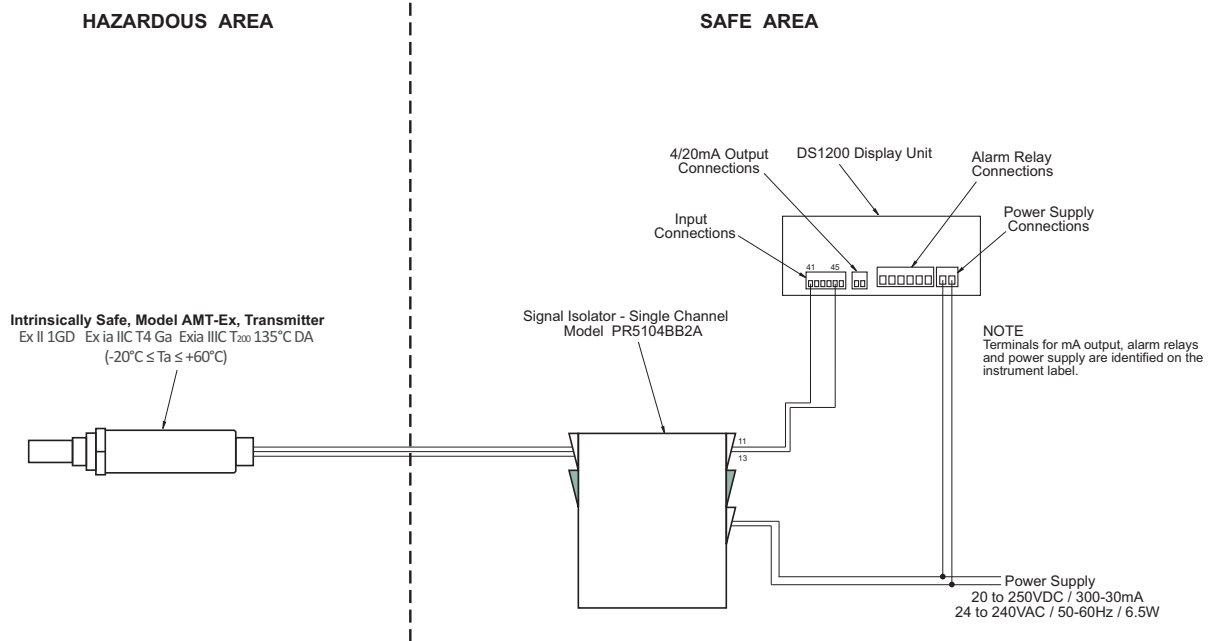 HAZARDOUS AREA
SAFE AREA
4/20mA Output
Connections
DS1200 Display Unit
Alarm Relay
Connections
Input
Connections
Power Supply
Connections
41 45
Intrinsically Safe, Model AMT-Ex, Transmitter
Ex II 1GD Ex ia IIC T4 Ga Exia IIIC T200 135°C DA
(-20°C ≤ Ta ≤ +60°C)
Signal Isolator - Single Channel
Model PR5104BB2A
NOTE
Terminals for mA output, alarm relays
and power supply are identified on the
instrument label.
11
13
Power Supply
20 to 250VDC / 300-30mA
24 to 240VAC / 50-60Hz / 6.5W